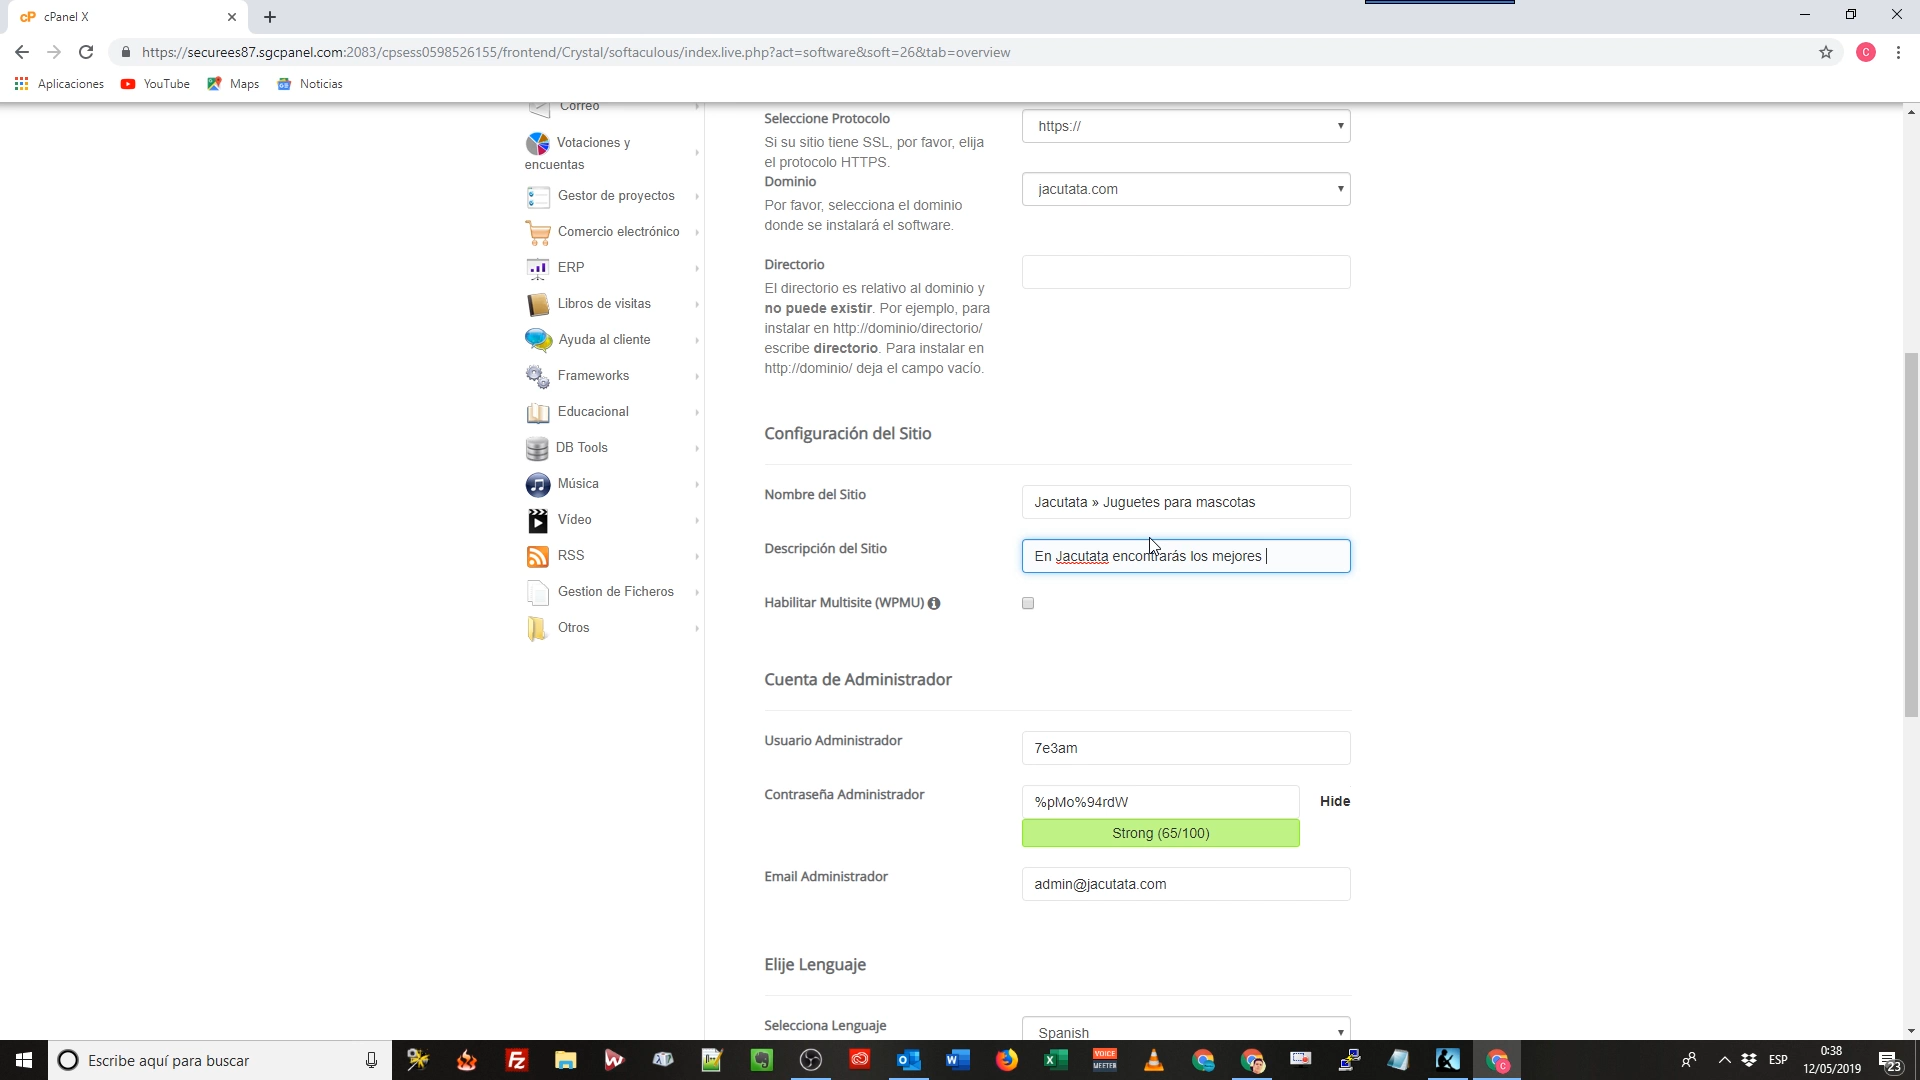 cPanel X
https://securees87.sgcpanel.com:2083/cpsess0598526155/frontend/Crystal/softaculous/index.live.php?act=software&soft=26&tab=overview
C
Aplicaciones
YouTube
Maps
Noticias
Correo
Votaciones y
encuentas
Gestor de proyectos
Comercio electrónico
ERP
Libros de visitas
Ayuda al cliente
Frameworks
Educacional
DB Tools
Música
Vídeo
RSS
Gestion de Ficheros
Otros
Seleccione Protocolo
https://
Si su sitio tiene SSL, por favor, elija
el protocolo HTTPS.
Dominio
jacutata.com
Por favor, selecciona el dominio
donde se instalará el software.
Directorio
El directorio es relativo al dominio y
no puede existir. Por ejemplo, para
instalar en http://dominio/directorio/
escribe directorio. Para instalar en
http://dominio/ deja el campo vacío.
Configuración del Sitio
Nombre del Sitio
Jacutata » Juguetes para mascotas
Descripción del Sitio
En Jacutata encontrarás los mejores
Habilitar Multisite (WPMU)
Cuenta de Administrador
Usuario Administrador
7e3am
Contraseña Administrador
%pMo%94rdW
Hide
Strong (65/100)
Email Administrador
admin@jacutata.com
Elije Lenguaje
Selecciona Lenguaje
Spanish
Escribe aquí para buscar
VOICE
MEETER
ESP
0:38
12/05/2019
23